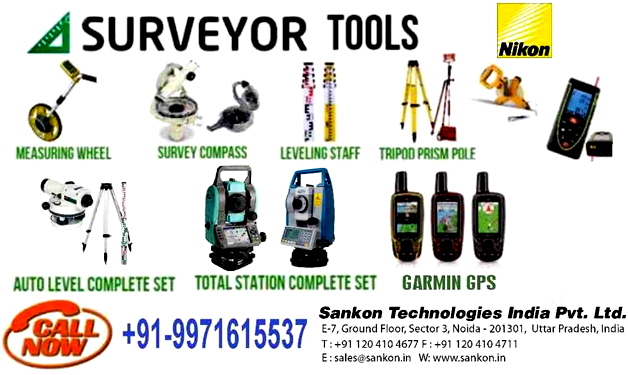 SURVEYOR TOOLS
Nikon
MEASURING WHEEL
SURVEY COMPASS
LEVELING STAFF
TRIPOD PRISM POLE
AUTO LEVEL COMPLETE SET
TOTAL STATION COMPLETE SET
GARMIN GPS
CALL NOW
+91-9971615537
Sankon Technologies India Pvt. Ltd.
E-7, Ground Floor, Sector 3, Noida - 201301, Uttar Pradesh, India
T : +91 120 410 4677 F : +91 120 410 4711
E : sales@sankon.in W: www.sankon.in